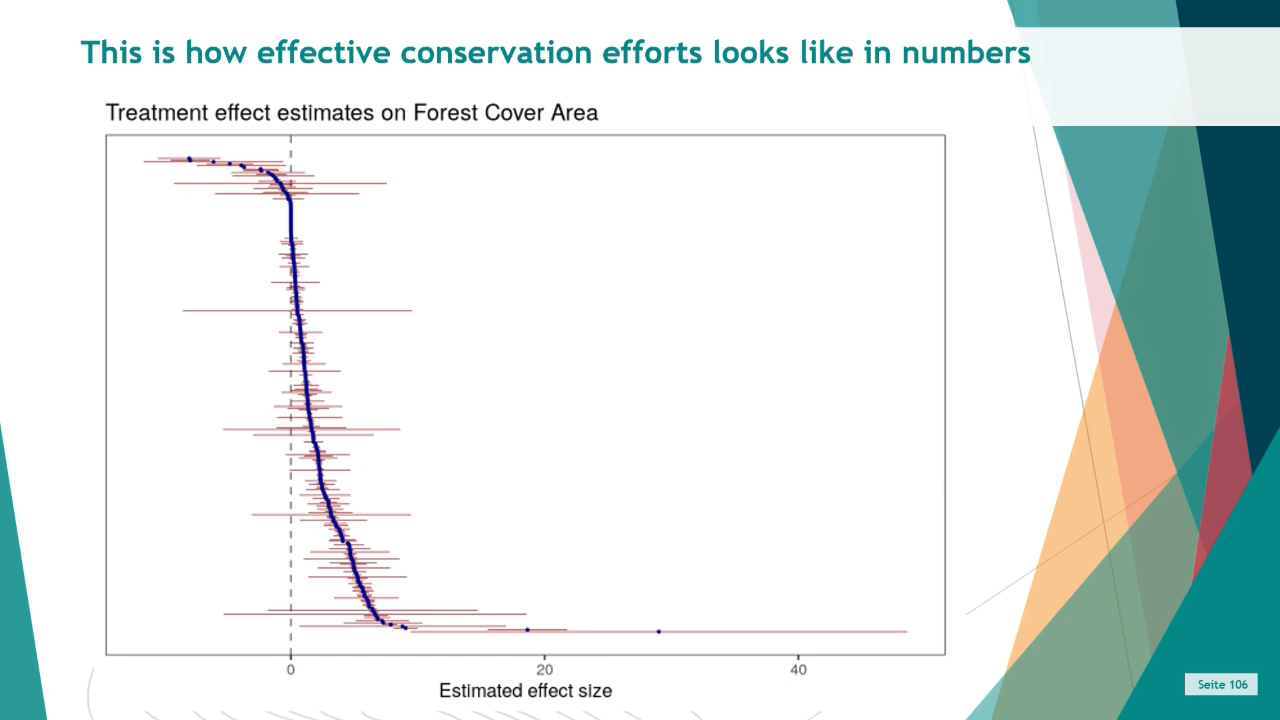 This is how effective conservation efforts looks like in numbers
Treatment effect estimates on Forest Cover Area
0 20 40
Estimated effect size
Seite 106